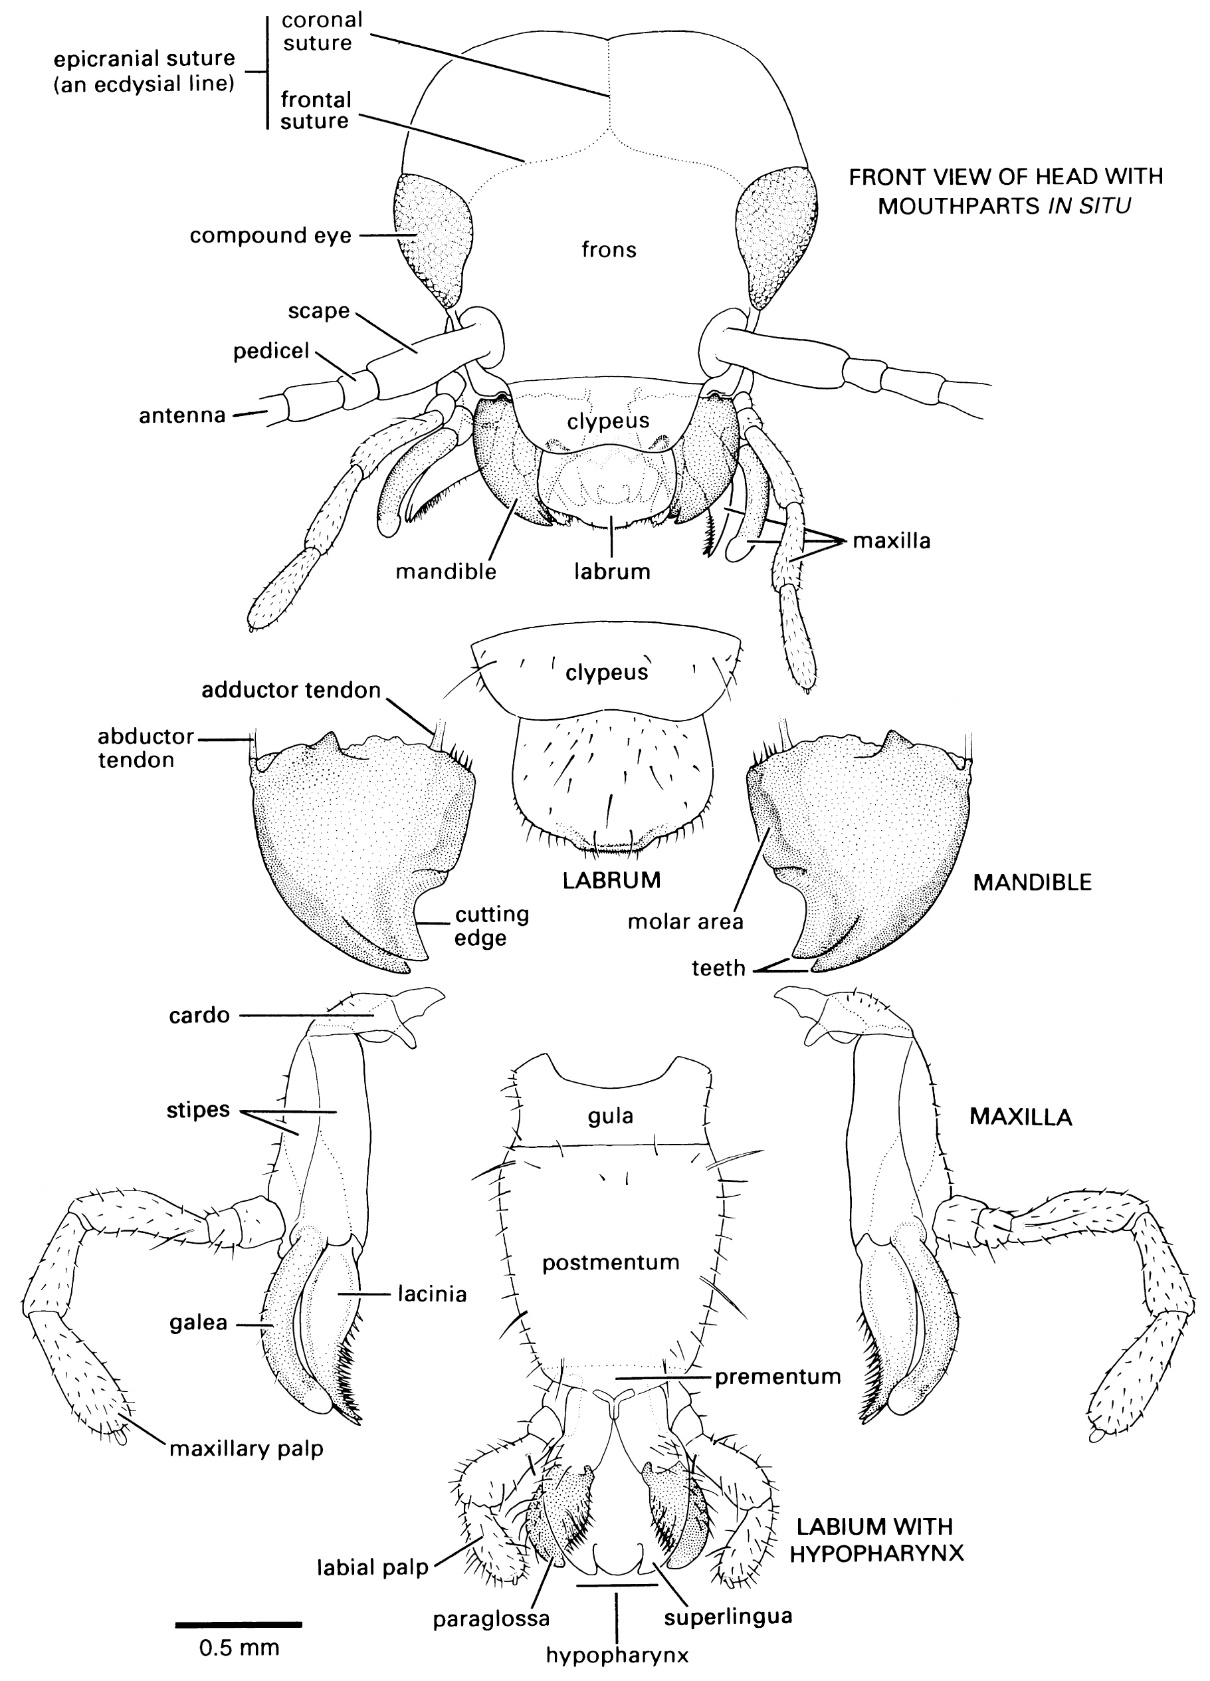 coronal
suture
epicranial suture
(an ecdysial line)
frontal
suture
FRONT VIEW OF HEAD WITH
MOUTHPARTS IN SITU
compound eye
frons
scape
pedicel
antenna
clypeus
maxilla
mandible
labrum
clypeus
adductor tendon
abductor
tendon
LABRUM
MANDIBLE
cutting
edge
molar area
teeth
cardo
stipes
gula
MAXILLA
postmentum
lacinia
galea
prementum
maxillary palp
LABIUM WITH
HYPOPHARYNX
labial palp
paraglossa
superlingua
hypopharynx
0.5 mm